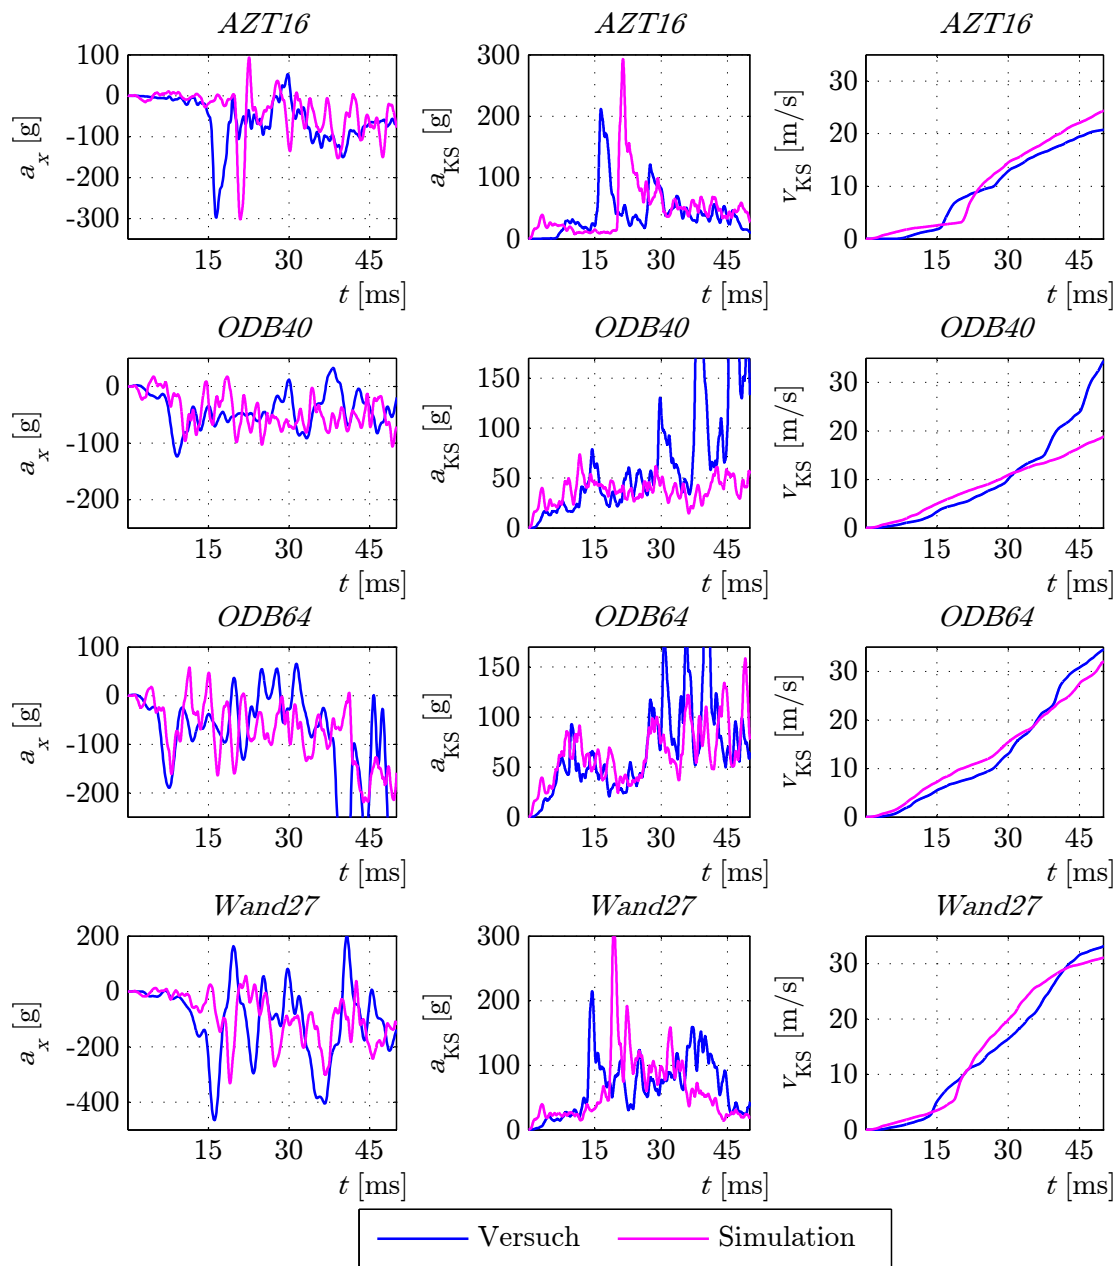 AZT16 AZT16 AZT16
100
0
-100
-200
-300
a_x [g]
15 30 45
t [ms]
300
200
100
0
a_KS [g]
15 30 45
t [ms]
30
20
10
0
v_KS [m/s]
15 30 45
t [ms]
ODB40 ODB40 ODB40
0
-100
-200
a_x [g]
15 30 45
t [ms]
150
100
50
0
a_KS [g]
15 30 45
t [ms]
30
20
10
0
v_KS [m/s]
15 30 45
t [ms]
ODB64 ODB64 ODB64
100
0
-100
-200
a_x [g]
15 30 45
t [ms]
150
100
50
0
a_KS [g]
15 30 45
t [ms]
30
20
10
0
v_KS [m/s]
15 30 45
t [ms]
Wand27 Wand27 Wand27
200
0
-200
-400
a_x [g]
15 30 45
t [ms]
300
200
100
0
a_KS [g]
15 30 45
t [ms]
30
20
10
0
v_KS [m/s]
15 30 45
t [ms]
Versuch Simulation